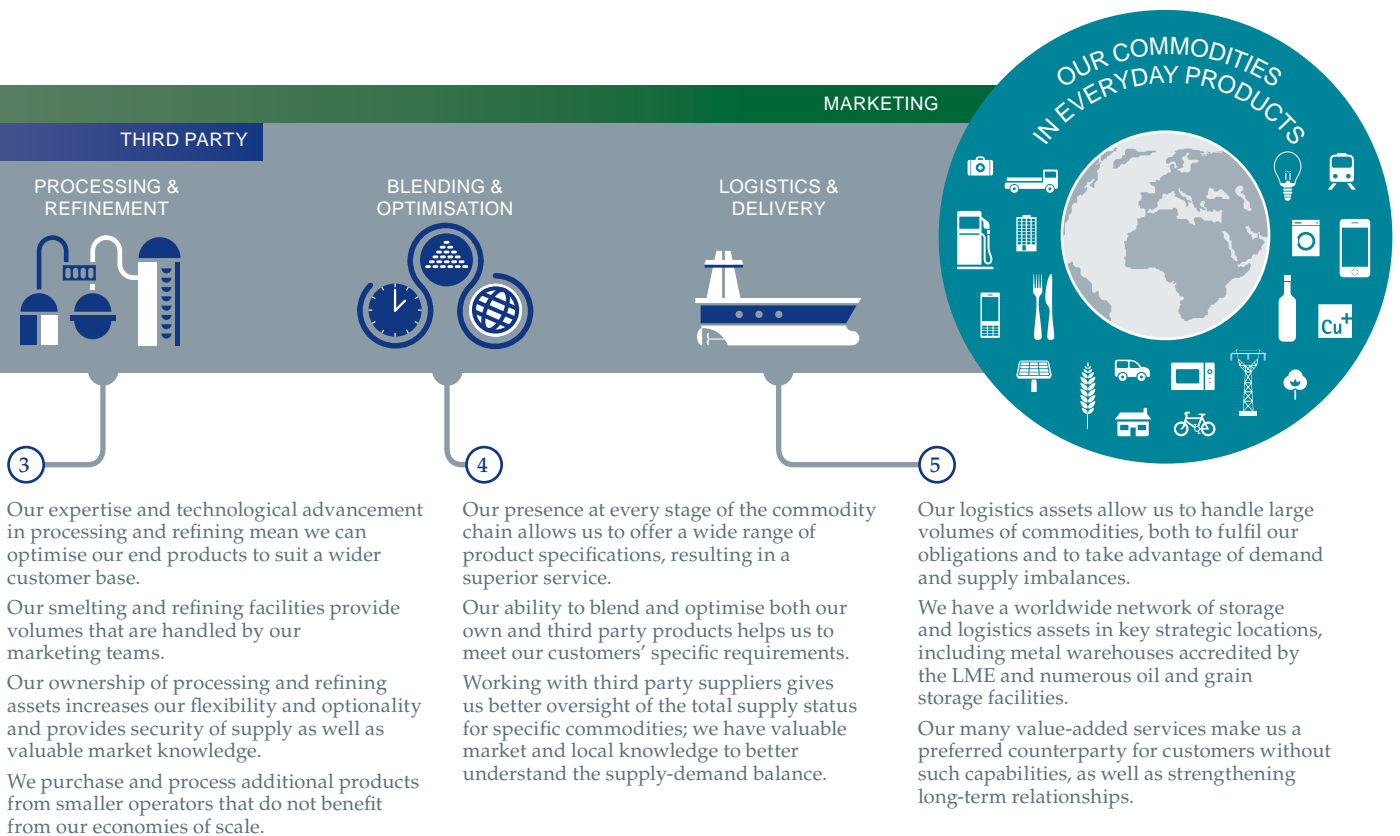 OUR COMMODITIES
IN EVERYDAY PRODUCTS
MARKETING
THIRD PARTY
PROCESSING &
REFINEMENT
BLENDING &
OPTIMISATION
LOGISTICS &
DELIVERY
Cu+
3
Our expertise and technological advancement
in processing and refining mean we can
optimise our end products to suit a wider
customer base.
Our smelting and refining facilities provide
volumes that are handled by our
marketing teams.
Our ownership of processing and refining
assets increases our flexibility and optionality
and provides security of supply as well as
valuable market knowledge.
We purchase and process additional products
from smaller operators that do not benefit
from our economies of scale.
4
Our presence at every stage of the commodity
chain allows us to offer a wide range of
product specifications, resulting in a
superior service.
Our ability to blend and optimise both our
own and third party products helps us to
meet our customers’ specific requirements.
Working with third party suppliers gives
us better oversight of the total supply status
for specific commodities; we have valuable
market and local knowledge to better
understand the supply-demand balance.
5
Our logistics assets allow us to handle large
volumes of commodities, both to fulfil our
obligations and to take advantage of demand
and supply imbalances.
We have a worldwide network of storage
and logistics assets in key strategic locations,
including metal warehouses accredited by
the LME and numerous oil and grain
storage facilities.
Our many value-added services make us a
preferred counterparty for customers without
such capabilities, as well as strengthening
long-term relationships.